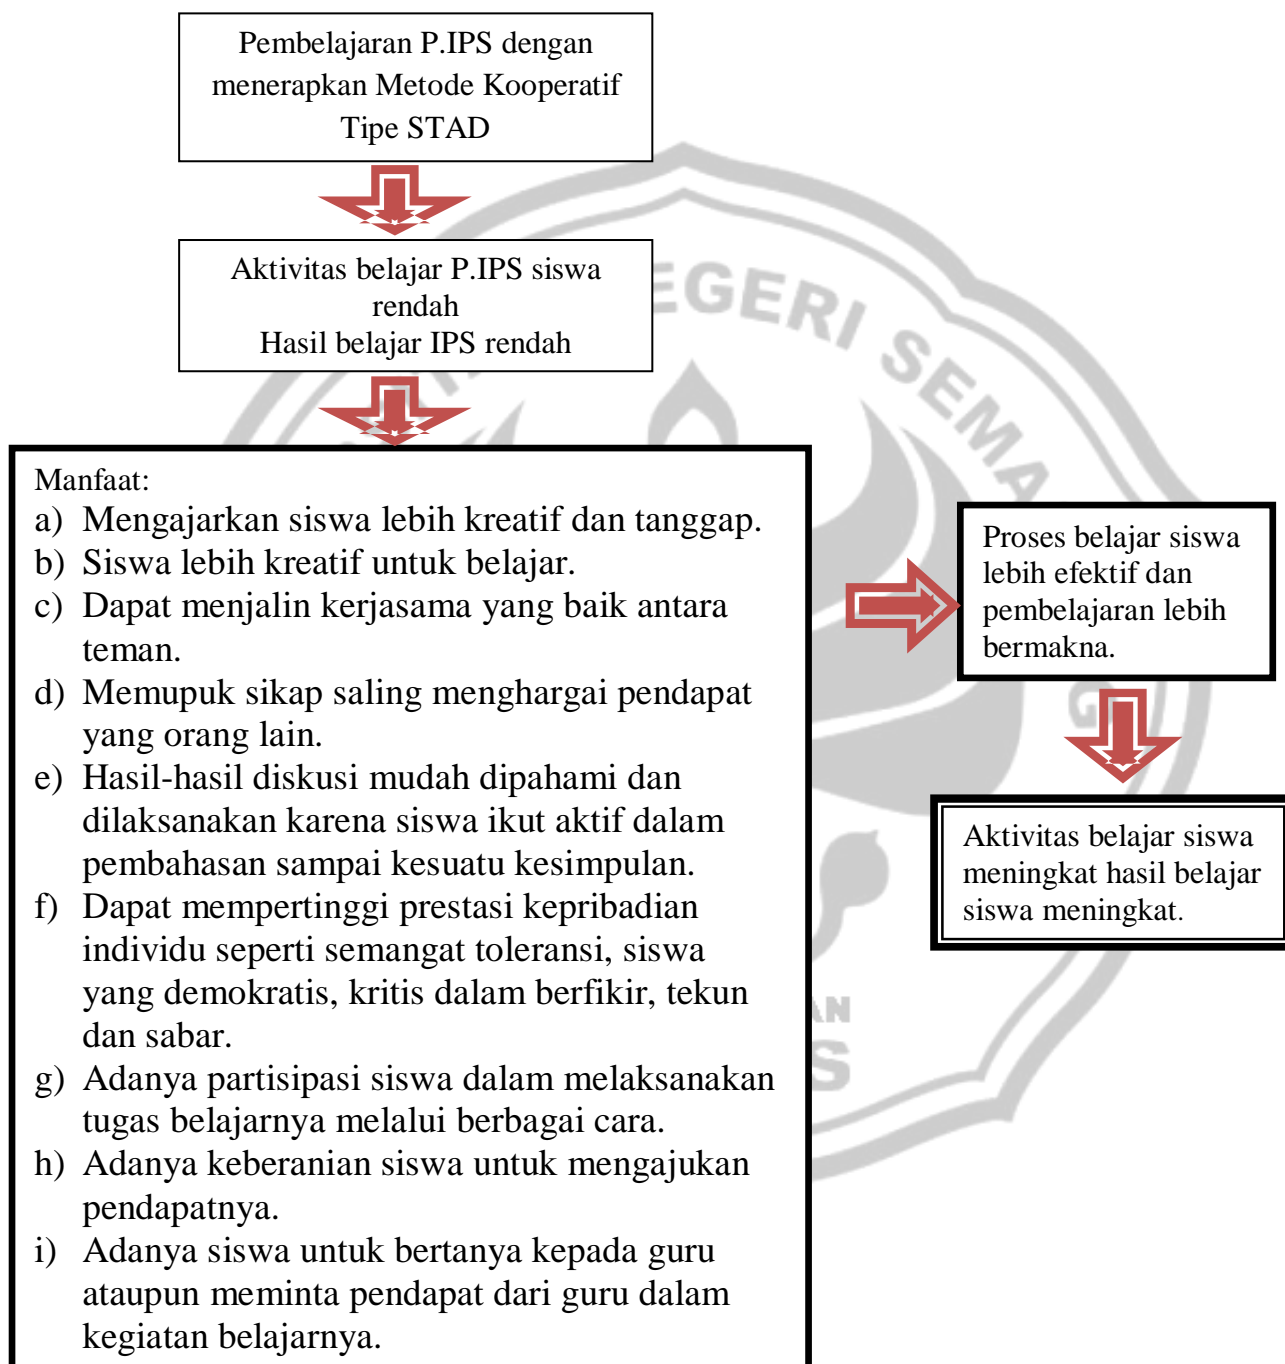 Pembelajaran P.IPS dengan
menerapkan Metode Kooperatif
Tipe STAD
Aktivitas belajar P.IPS siswa
rendah
Hasil belajar IPS rendah
Manfaat:
a) Mengajarkan siswa lebih kreatif dan tanggap.
b) Siswa lebih kreatif untuk belajar.
c) Dapat menjalin kerjasama yang baik antara
teman.
d) Memupuk sikap saling menghargai pendapat
yang orang lain.
e) Hasil-hasil diskusi mudah dipahami dan
dilaksanakan karena siswa ikut aktif dalam
pembahasan sampai kesuatu kesimpulan.
f) Dapat mempertinggi prestasi kepribadian
individu seperti semangat toleransi, siswa
yang demokratis, kritis dalam berfikir, tekun
dan sabar.
g) Adanya partisipasi siswa dalam melaksanakan
tugas belajarnya melalui berbagai cara.
h) Adanya keberanian siswa untuk mengajukan
pendapatnya.
i) Adanya siswa untuk bertanya kepada guru
ataupun meminta pendapat dari guru dalam
kegiatan belajarnya.
Proses belajar siswa
lebih efektif dan
pembelajaran lebih
bermakna.
Aktivitas belajar siswa
meningkat hasil belajar
siswa meningkat.